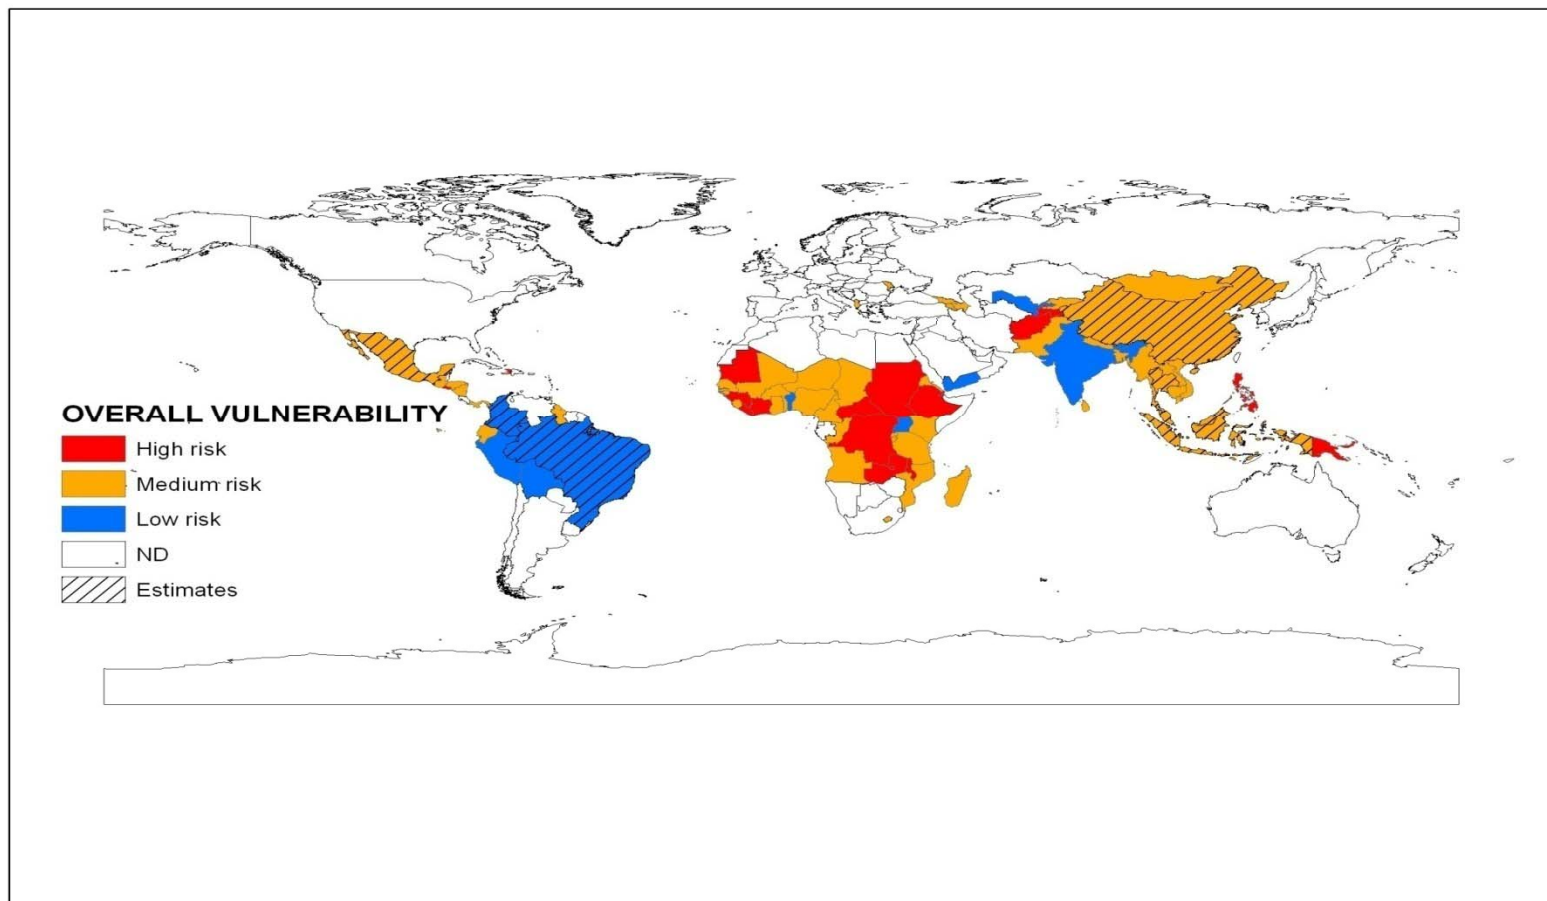 OVERALL VULNERABILITY
High risk
Medium risk
Low risk
ND
Estimates